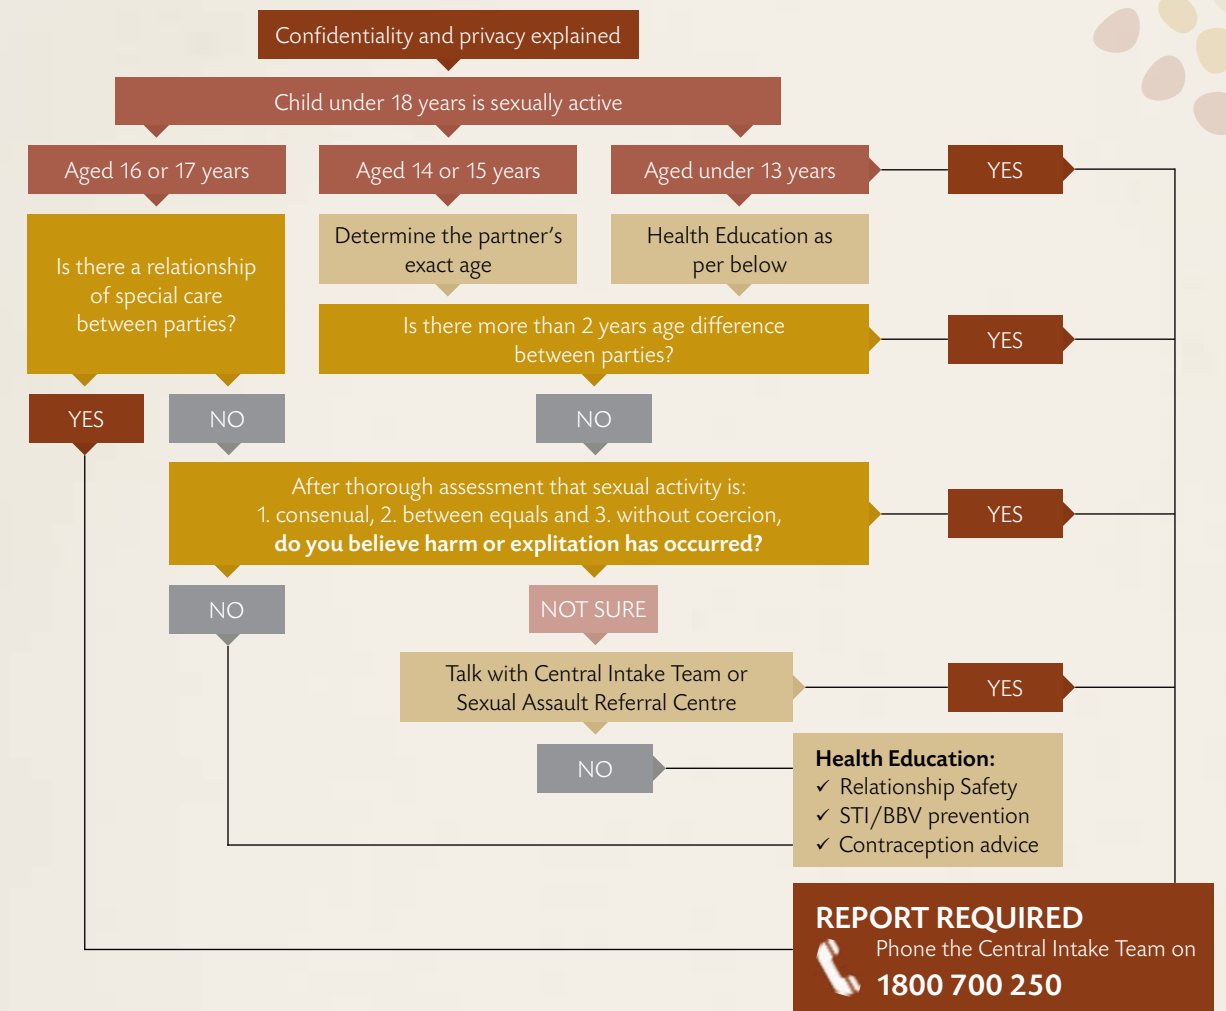 Confidentiality and privacy explained
Child under 18 years is sexually active
Aged 16 or 17 years
Aged 14 or 15 years
Aged under 13 years
YES
Is there a relationship
of special care
between parties?
Determine the partner's
exact age
Health Education as
per below
Is there more than 2 years age difference
between parties?
YES
YES
NO
NO
After thorough assessment that sexual activity is:
1. consenual, 2. between equals and 3. without coercion,
do you believe harm or explitation has occurred?
YES
NO
NOT SURE
Talk with Central Intake Team or
Sexual Assault Referral Centre
YES
NO
Health Education:
✓ Relationship Safety
✓ STI/BBV prevention
✓ Contraception advice
REPORT REQUIRED
Phone the Central Intake Team on
1800 700 250